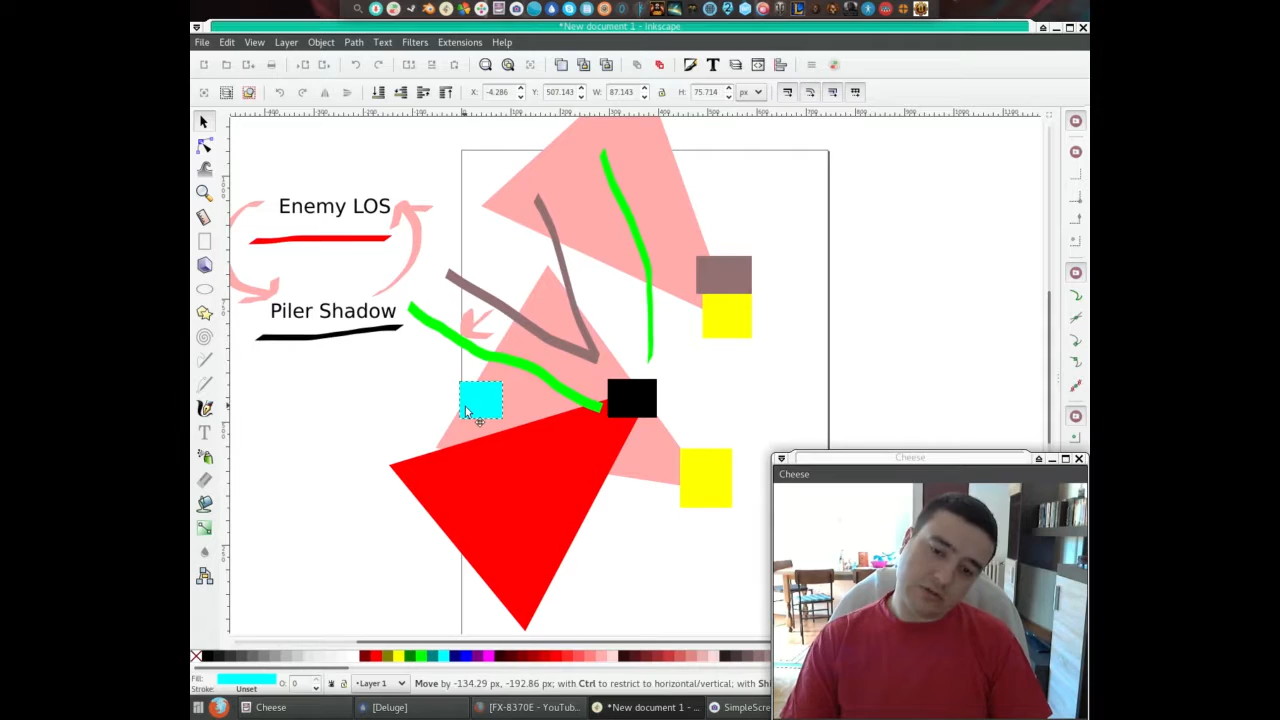 *New document 1 - Inkscape
File Edit View Layer Object Path Text Filters Extensions Help
X: -4.286 Y: 507.143 W: 87.143 H: 75.714 px
Enemy LOS
Piler Shadow
Cheese
Cheese
Fill:
Stroke: Unset
O: 0
•Layer 1
Move by -134.29 px, -192.86 px; with Ctrl to restrict to horizontal/vertical; with Sh
Cheese [Deluge] [FX-8370E - YouTub... *New document 1 - ... SimpleScre